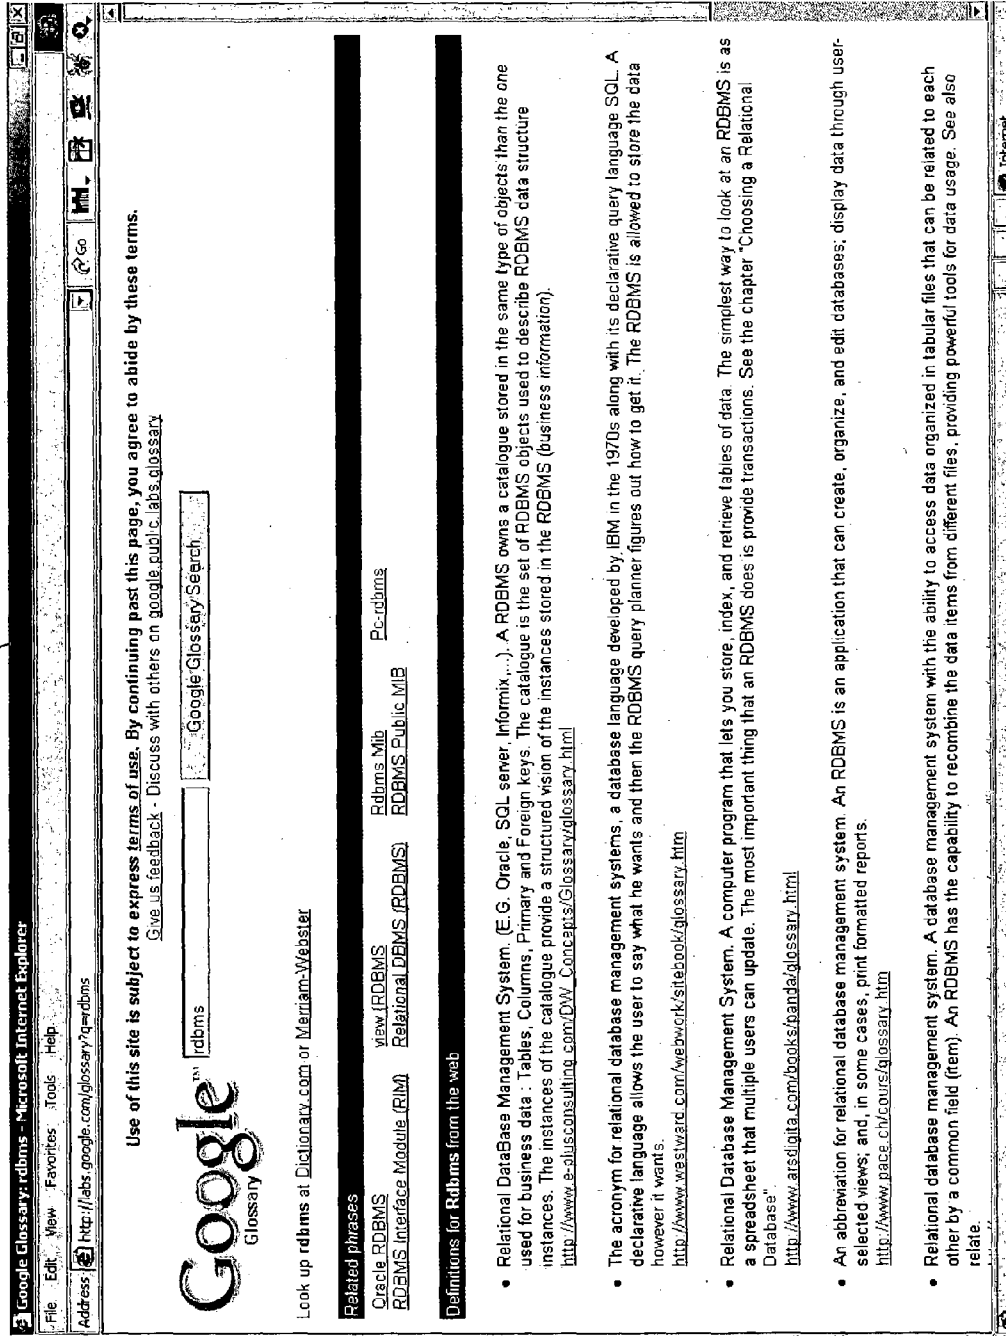 Google Glossary: rdbms - Microsoft Internet Explorer
File Edit View Favorites Tools Help
Address http://labs.google.com/glossary?q=rdbms Go
Use of this site is subject to express terms of use. By continuing past this page, you agree to abide by these terms.
Give us feedback - Discuss with others on google.public.labs.glossary
Google™ Glossary
rdbms
Google Glossary Search
Look up rdbms at Dictionary.com or Merriam-Webster
Related phrases
Oracle RDBMS view (RDBMS Rdbms Mib Pc-rdbms
RDBMS Interface Module (RIM) Relational DBMS (RDBMS) RDBMS Public MIB
Definitions for Rdbms from the web
• Relational DataBase Management System. (E.G. Oracle, SQL server, Informix,...). A RDBMS owns a catalogue stored in the same type of objects than the one
used for business data : Tables, Columns, Primary and Foreign keys. The catalogue is the set of RDBMS objects used to describe RDBMS data structure
instances. The instances of the catalogue provide a structured vision of the instances stored in the RDBMS (business information).
http://www.e-plusconsulting.com/DW_Concepts/Glossary/glossary.html
• The acronym for relational database management systems, a database language developed by IBM in the 1970s along with its declarative query language SQL. A
declarative language allows the user to say what he wants and then the RDBMS query planner figures out how to get it. The RDBMS is allowed to store the data
however it wants.
http://www.westward.com/webwork/sitebook/glossary.htm
• Relational Database Management System. A computer program that lets you store, index, and retrieve tables of data. The simplest way to look at an RDBMS is as
a spreadsheet that multiple users can update. The most important thing that an RDBMS does is provide transactions. See the chapter "Choosing a Relational
Database".
http://www.arsdigita.com/books/panda/glossary.html
• An abbreviation for relational database management system. An RDBMS is an application that can create, organize, and edit databases; display data through user-
selected views; and, in some cases, print formatted reports.
http://www.pace.ch/cours/glossary.htm
• Relational database management system. A database management system with the ability to access data organized in tabular files that can be related to each
other by a common field (item). An RDBMS has the capability to recombine the data items from different files, providing powerful tools for data usage. See also
relate.
Internet